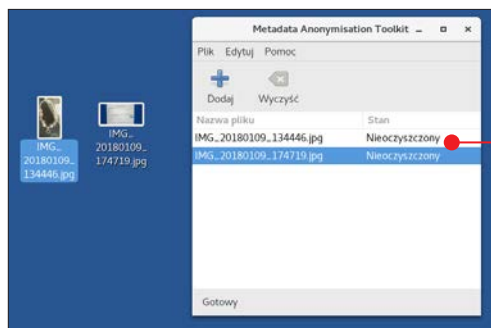 Metadata Anonymisation Toolkit
Plik Edytuj Pomoc
Dodaj Wyczyść
Nazwa pliku Stan
IMG_20180109_134446.jpg Nieoczyszczony
IMG_20180109_174719.jpg Nieoczyszczony
Gotowy
IMG_
20180109_
134446.jpg
IMG_
20180109_
174719.jpg